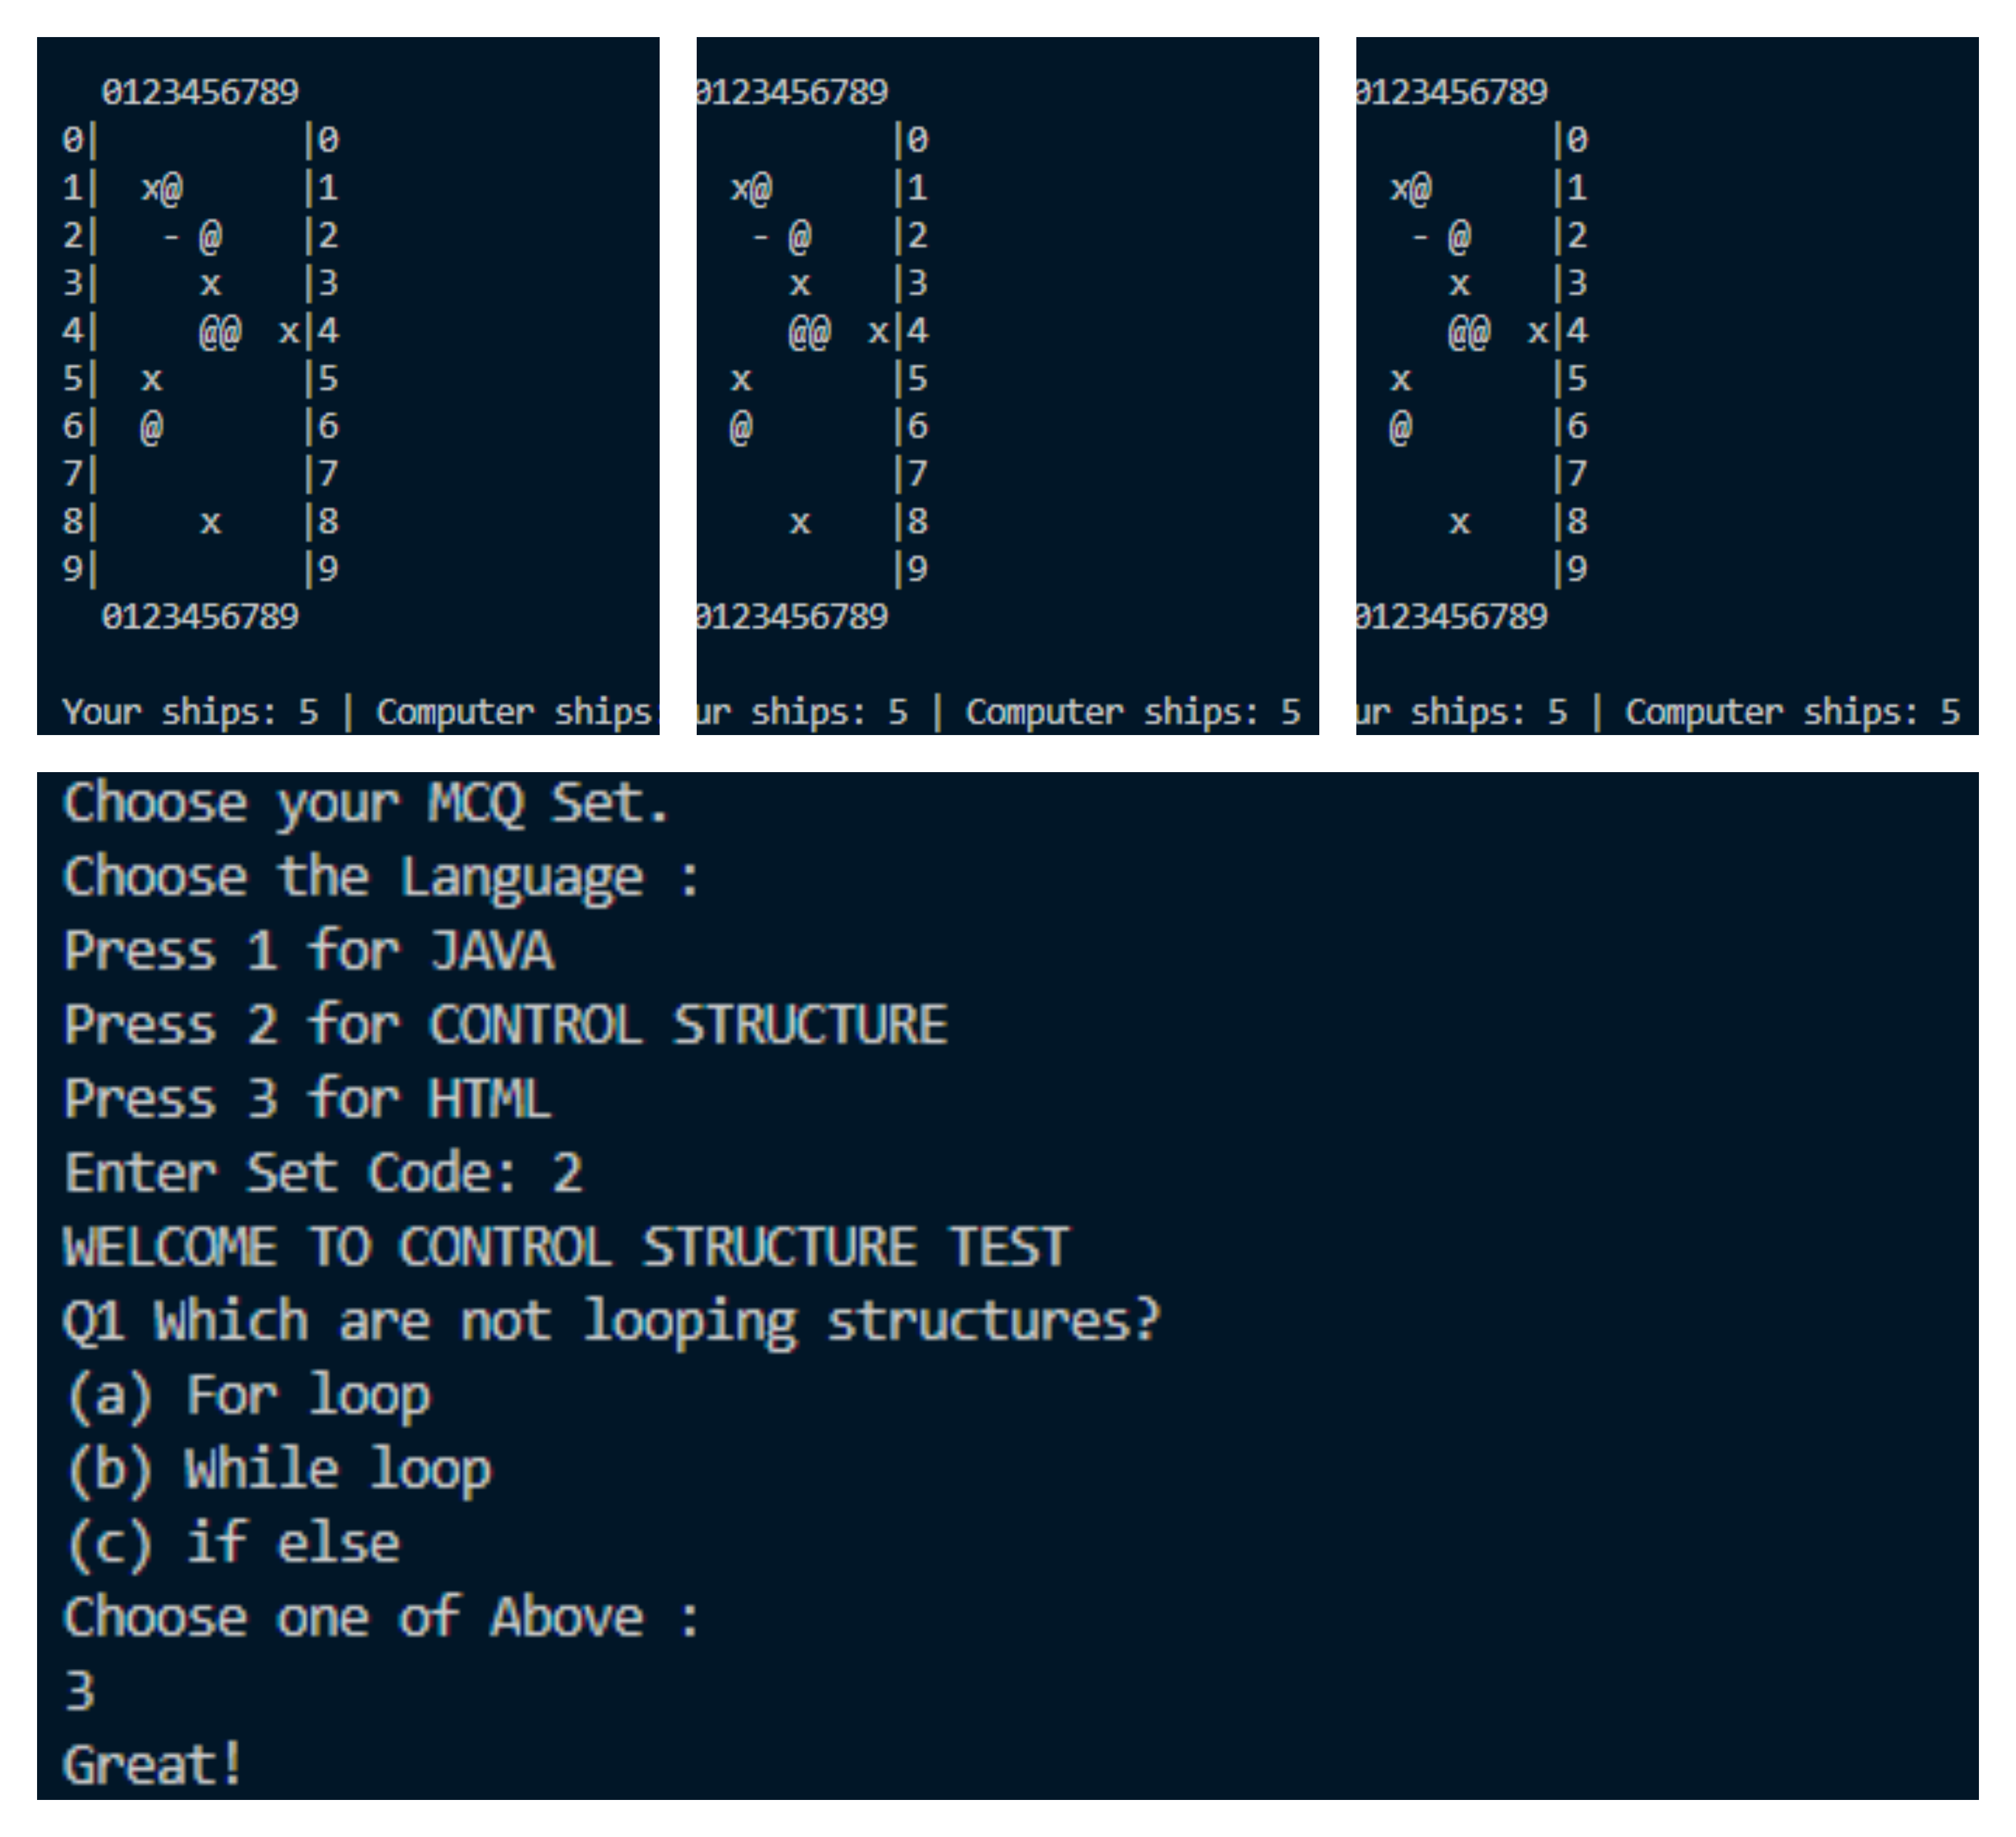 0123456789
0|          |0
1|  x@      |1
2|   - @    |2
3|     x    |3
4|     @@  x|4
5|  x       |5
6|  @       |6
7|          |7
8|     x    |8
9|          |9
  0123456789
Your ships: 5 | Computer ships:
0123456789
          |0
  x@      |1
   - @    |2
     x    |3
     @@  x|4
  x       |5
  @       |6
          |7
     x    |8
          |9
0123456789
ur ships: 5 | Computer ships: 5
0123456789
          |0
  x@      |1
   - @    |2
     x    |3
     @@  x|4
  x       |5
  @       |6
          |7
     x    |8
          |9
0123456789
ur ships: 5 | Computer ships: 5
Choose your MCQ Set.
Choose the Language :
Press 1 for JAVA
Press 2 for CONTROL STRUCTURE
Press 3 for HTML
Enter Set Code: 2
WELCOME TO CONTROL STRUCTURE TEST
Q1 Which are not looping structures?
(a) For loop
(b) While loop
(c) if else
Choose one of Above :
3
Great!